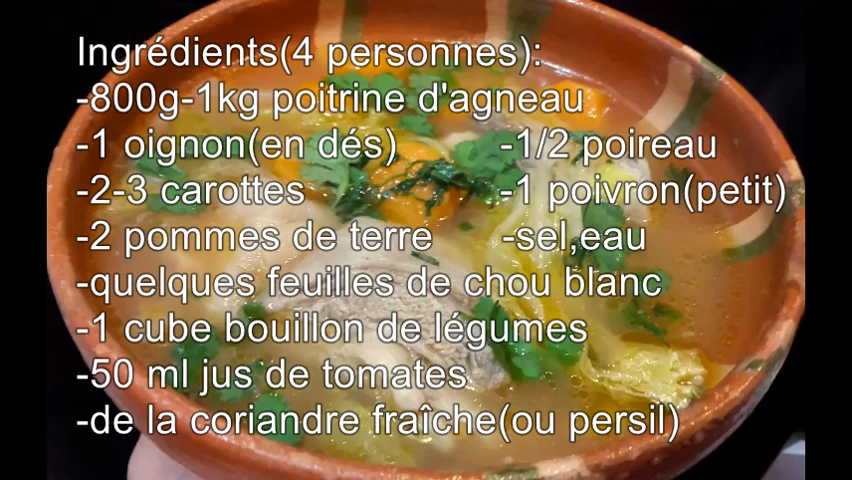 Ingrédients(4 personnes):
-800g-1kg poitrine d'agneau
-1 oignon(en dés) -1/2 poireau
-2-3 carottes -1 poivron(petit)
-2 pommes de terre -sel,eau
-quelques feuilles de chou blanc
-1 cube bouillon de légumes
-50 ml jus de tomates
-de la coriandre fraîche(ou persil)